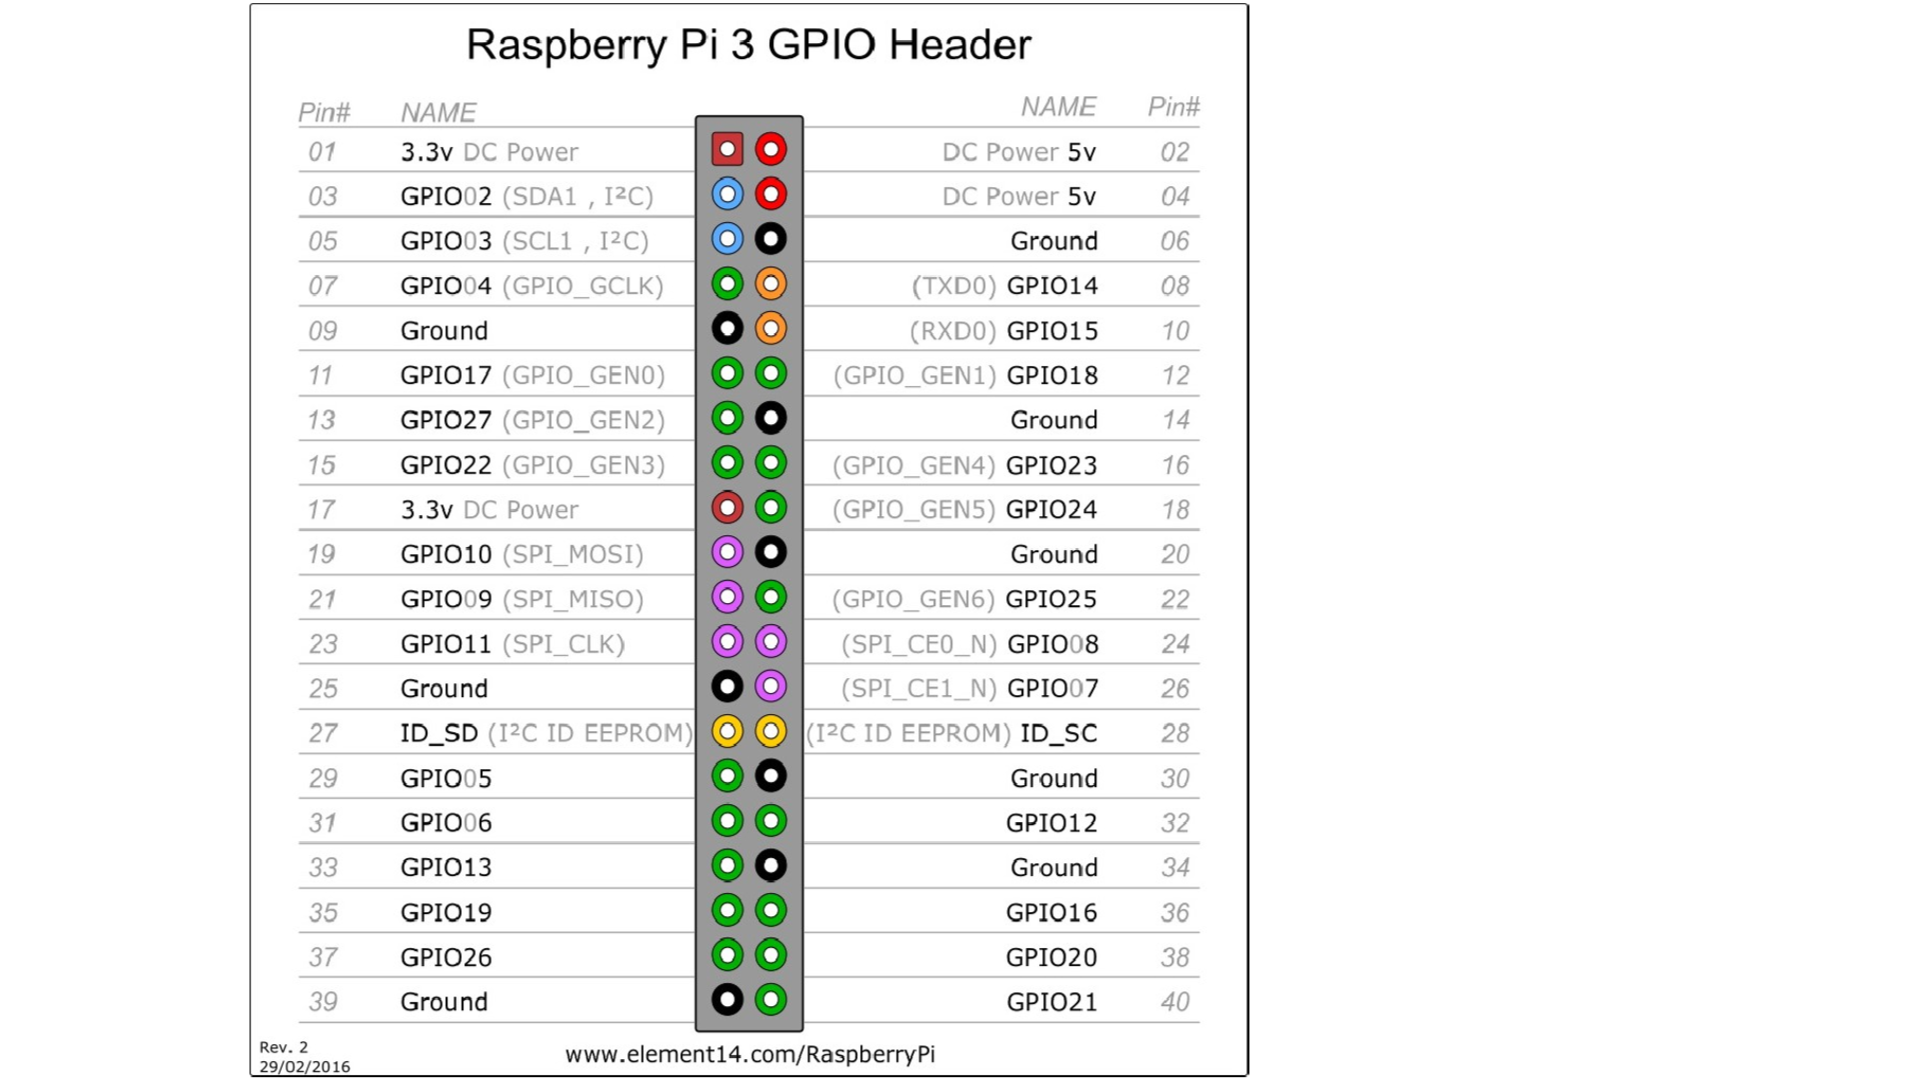 Raspberry Pi 3 GPIO Header
Pin# NAME NAME Pin#
01 3.3v DC Power DC Power 5v 02
03 GPIO02 (SDA1 , I²C) DC Power 5v 04
05 GPIO03 (SCL1 , I²C) Ground 06
07 GPIO04 (GPIO_GCLK) (TXD0) GPIO14 08
09 Ground (RXD0) GPIO15 10
11 GPIO17 (GPIO_GEN0) (GPIO_GEN1) GPIO18 12
13 GPIO27 (GPIO_GEN2) Ground 14
15 GPIO22 (GPIO_GEN3) (GPIO_GEN4) GPIO23 16
17 3.3v DC Power (GPIO_GEN5) GPIO24 18
19 GPIO10 (SPI_MOSI) Ground 20
21 GPIO09 (SPI_MISO) (GPIO_GEN6) GPIO25 22
23 GPIO11 (SPI_CLK) (SPI_CE0_N) GPIO08 24
25 Ground (SPI_CE1_N) GPIO07 26
27 ID_SD (I²C ID EEPROM) (I²C ID EEPROM) ID_SC 28
29 GPIO05 Ground 30
31 GPIO06 GPIO12 32
33 GPIO13 Ground 34
35 GPIO19 GPIO16 36
37 GPIO26 GPIO20 38
39 Ground GPIO21 40
Rev. 2
29/02/2016
www.element14.com/RaspberryPi